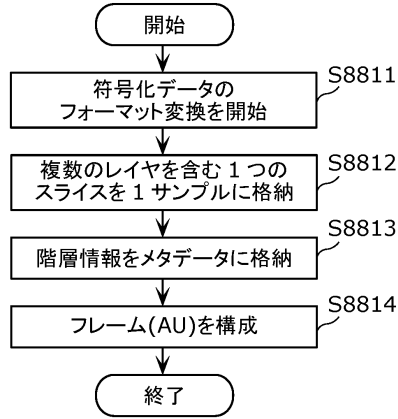 開始
S8811
符号化データの
フォーマット変換を開始
S8812
複数のレイヤを含む1つの
スライスを1サンプルに格納
S8813
階層情報をメタデータに格納
S8814
フレーム(AU)を構成
終了